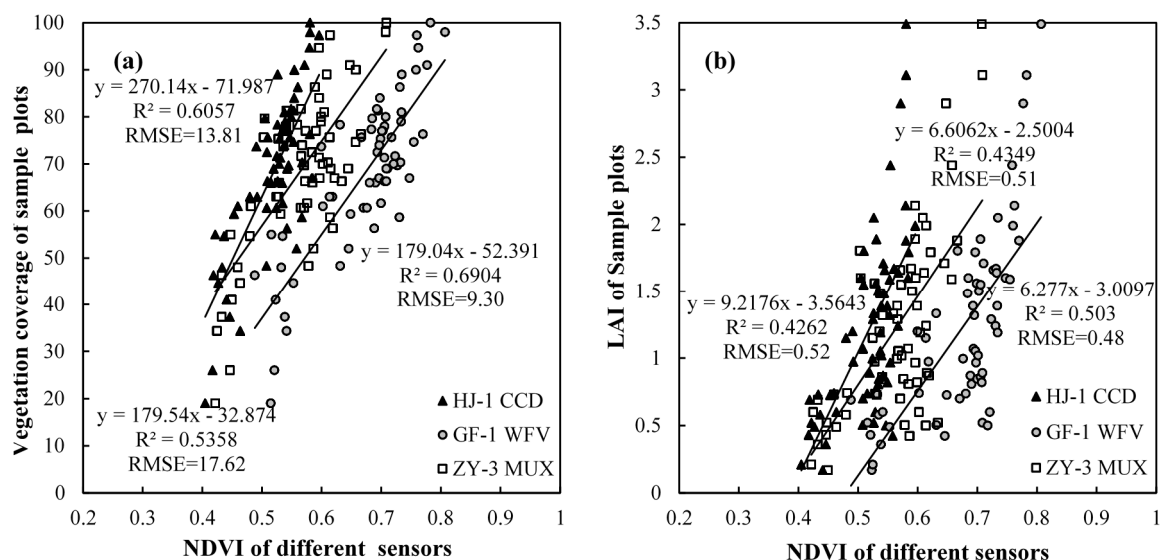 (a)
y = 270.14x - 71.987
R² = 0.6057
RMSE=13.81
y = 179.04x - 52.391
R² = 0.6904
RMSE=9.30
y = 179.54x - 32.874
R² = 0.5358
RMSE=17.62
HJ-1 CCD
GF-1 WFV
ZY-3 MUX
Vegetation coverage of sample plots
100
90
80
70
60
50
40
30
20
10
0
0.2 0.3 0.4 0.5 0.6 0.7 0.8 0.9 1
NDVI of different sensors
(b)
y = 6.6062x - 2.5004
R² = 0.4349
RMSE=0.51
y = 9.2176x - 3.5643
R² = 0.4262
RMSE=0.52
y = 6.277x - 3.0097
R² = 0.503
RMSE=0.48
HJ-1 CCD
GF-1 WFV
ZY-3 MUX
LAI of Sample plots
3.5
3
2.5
2
1.5
1
0.5
0
0.2 0.3 0.4 0.5 0.6 0.7 0.8 0.9 1
NDVI of different sensors